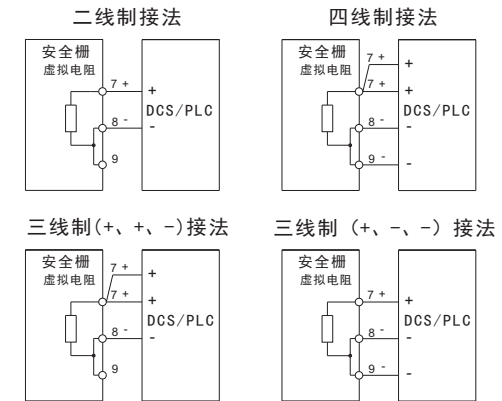 二线制接法
安全栅
虚拟电阻
7 +
+
DCS/PLC
8 -
-
9
四线制接法
安全栅
虚拟电阻
7 +
+
7 +
+
DCS/PLC
8 -
-
9 -
-
三线制(+、+、-)接法
安全栅
虚拟电阻
7 +
+
7 +
+
DCS/PLC
8 -
-
9
三线制（+、-、-）接法
安全栅
虚拟电阻
7 +
+
DCS/PLC
8 -
-
9 -
-